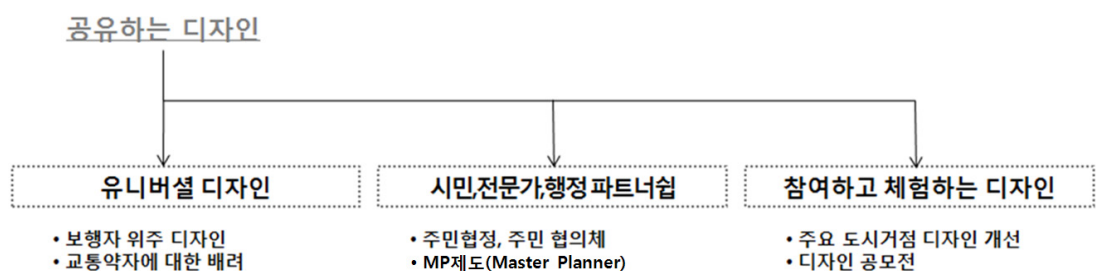 공유하는 디자인
유니버셜 디자인
• 보행자 위주 디자인
• 교통약자에 대한 배려
시민,전문가,행정 파트너쉽
• 주민협정, 주민 협의체
• MP제도(Master Planner)
참여하고 체험하는 디자인
• 주요 도시거점 디자인 개선
• 디자인 공모전